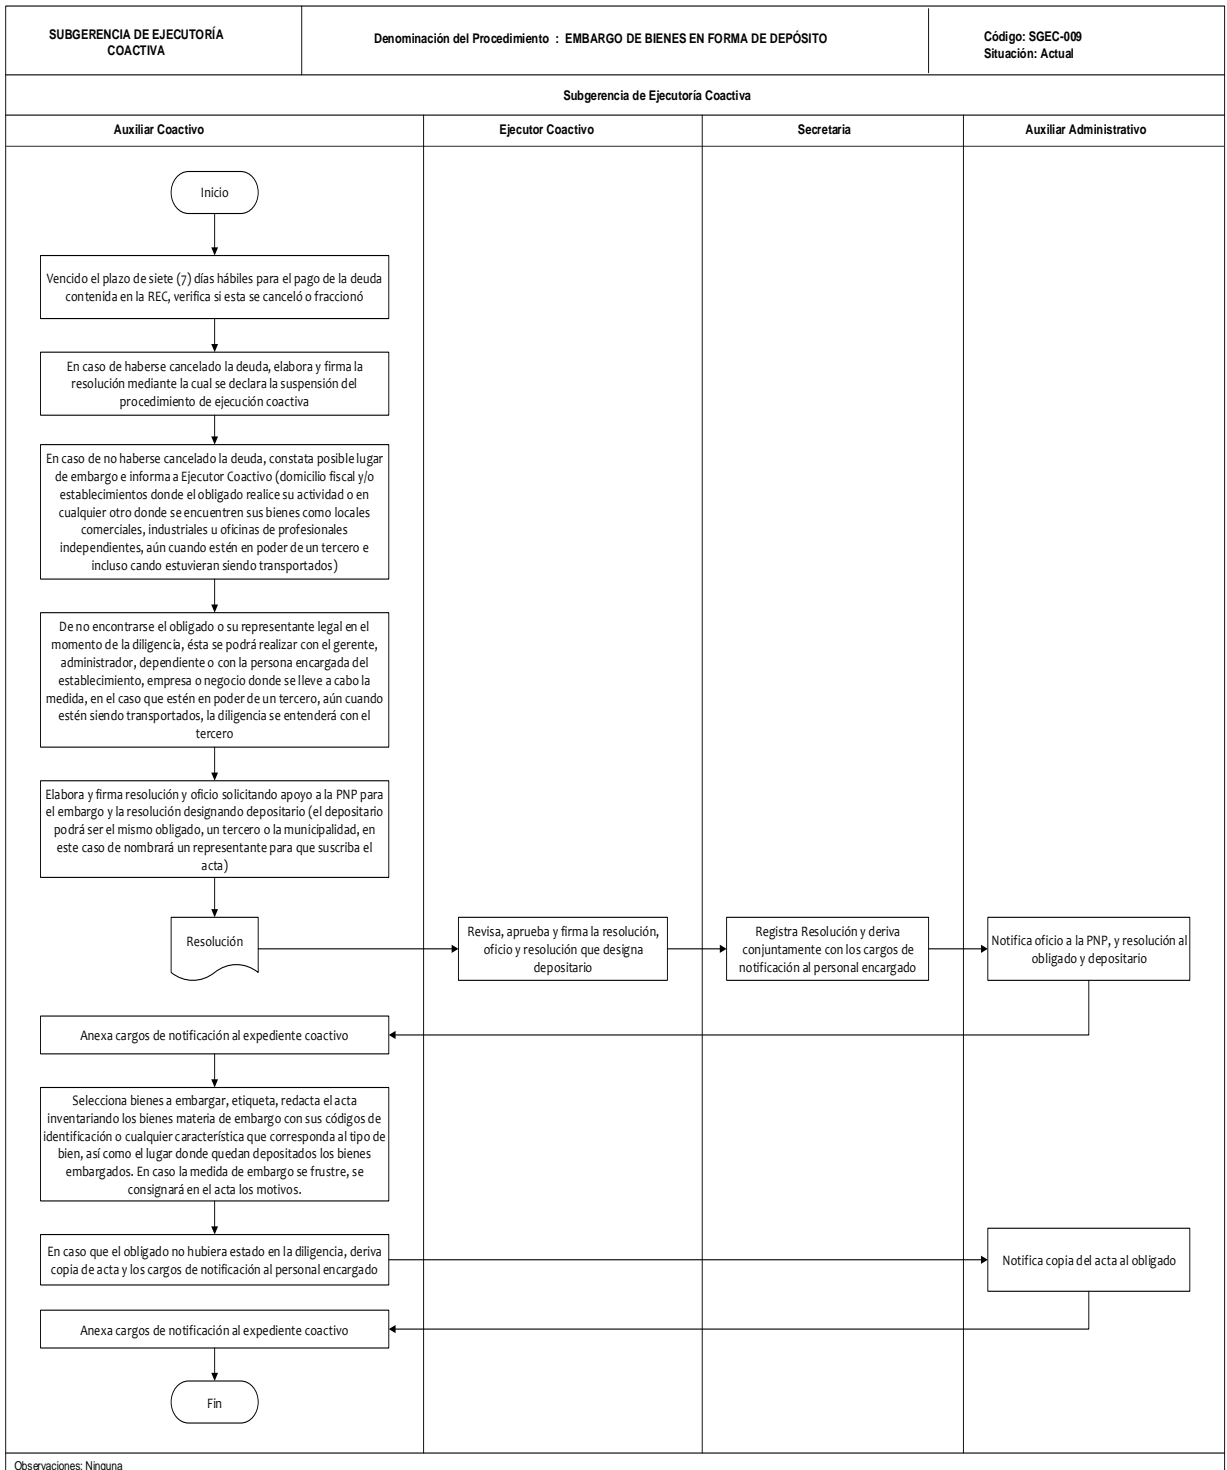 SUBGERENCIA DE EJECUTORÍA
COACTIVA
Denominación del Procedimiento : EMBARGO DE BIENES EN FORMA DE DEPÓSITO
Código: SGEC-009
Situación: Actual
Subgerencia de Ejecutoría Coactiva
Auxiliar Coactivo
Ejecutor Coactivo
Secretaria
Auxiliar Administrativo
Inicio
Vencido el plazo de siete (7) días hábiles para el pago de la deuda
contenida en la REC, verifica si esta se canceló o fraccionó
En caso de haberse cancelado la deuda, elabora y firma la
resolución mediante la cual se declara la suspensión del
procedimiento de ejecución coactiva
En caso de no haberse cancelado la deuda, constata posible lugar
de embargo e informa a Ejecutor Coactivo (domicilio fiscal y/o
establecimientos donde el obligado realice su actividad o en
cualquier otro donde se encuentren sus bienes como locales
comerciales, industriales u oficinas de profesionales
independientes, aún cuando estén en poder de un tercero e
incluso cando estuvieran siendo transportados)
De no encontrarse el obligado o su representante legal en el
momento de la diligencia, ésta se podrá realizar con el gerente,
administrador, dependiente o con la persona encargada del
establecimiento, empresa o negocio donde se lleve a cabo la
medida, en el caso que estén en poder de un tercero, aún cuando
estén siendo transportados, la diligencia se entenderá con el
tercero
Elabora y firma resolución y oficio solicitando apoyo a la PNP para
el embargo y la resolución designando depositario (el depositario
podrá ser el mismo obligado, un tercero o la municipalidad, en
este caso de nombrará un representante para que suscriba el
acta)
Resolución
Revisa, aprueba y firma la resolución,
oficio y resolución que designa
depositario
Registra Resolución y deriva
conjuntamente con los cargos de
notificación al personal encargado
Notifica oficio a la PNP, y resolución al
obligado y depositario
Anexa cargos de notificación al expediente coactivo
Selecciona bienes a embargar, etiqueta, redacta el acta
inventariando los bienes materia de embargo con sus códigos de
identificación o cualquier característica que corresponda al tipo de
bien, así como el lugar donde quedan depositados los bienes
embargados. En caso la medida de embargo se frustre, se
consignará en el acta los motivos.
En caso que el obligado no hubiera estado en la diligencia, deriva
copia de acta y los cargos de notificación al personal encargado
Notifica copia del acta al obligado
Anexa cargos de notificación al expediente coactivo
Fin
Observaciones: Ninguna